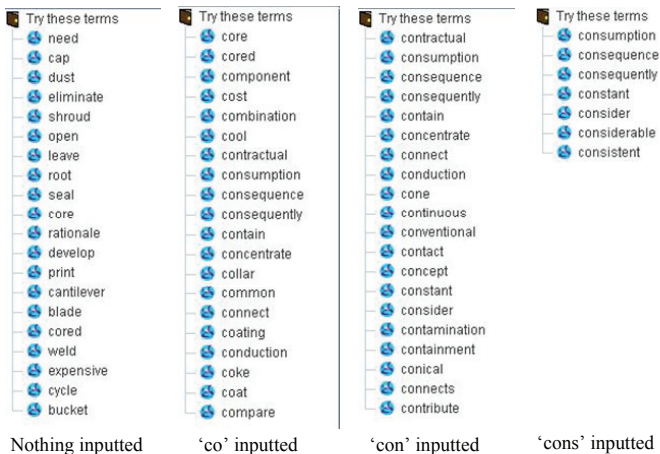 Try these terms
need
cap
dust
eliminate
shroud
open
leave
root
seal
core
rationale
develop
print
cantilever
blade
cored
weld
expensive
cycle
bucket
Nothing inputted
Try these terms
core
cored
component
cost
combination
cool
contractual
consumption
consequence
consequently
contain
concentrate
collar
common
connect
coating
conduction
coke
coat
compare
‘co’ inputted
Try these terms
contractual
consumption
consequence
consequently
contain
concentrate
connect
conduction
cone
continuous
conventional
contact
concept
constant
consider
contamination
containment
conical
connects
contribute
‘con’ inputted
Try these terms
consumption
consequence
consequently
constant
consider
considerable
consistent
‘cons’ inputted